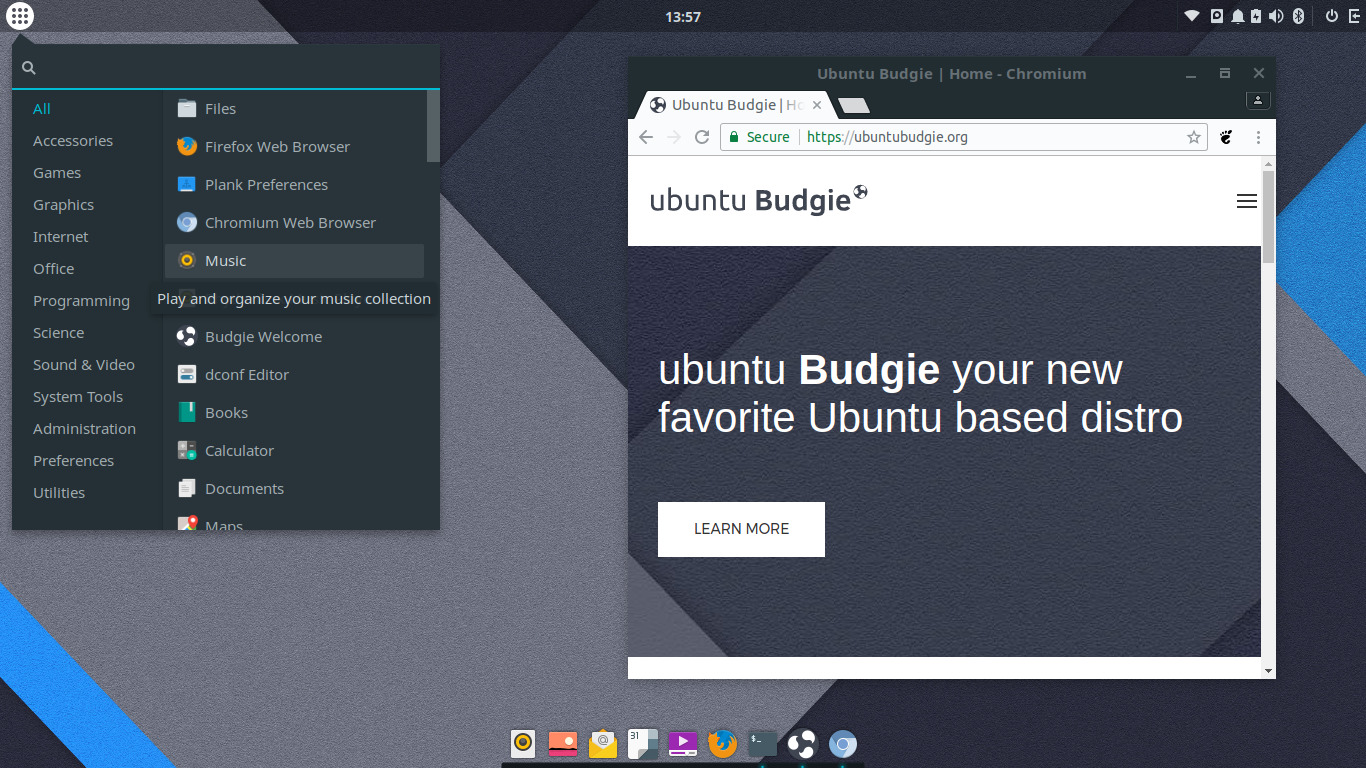 13:57
All
Accessories
Games
Graphics
Internet
Office
Programming
Science
Sound & Video
System Tools
Administration
Preferences
Utilities
Files
Firefox Web Browser
Plank Preferences
Chromium Web Browser
Music
Play and organize your music collection
Budgie Welcome
dconf Editor
Books
Calculator
Documents
Maps
Ubuntu Budgie | Home - Chromium
Ubuntu Budgie | Ho
Secure https://ubuntubudgie.org
ubuntu Budgie
ubuntu Budgie your new
favorite Ubuntu based distro
LEARN MORE
@
31
$_